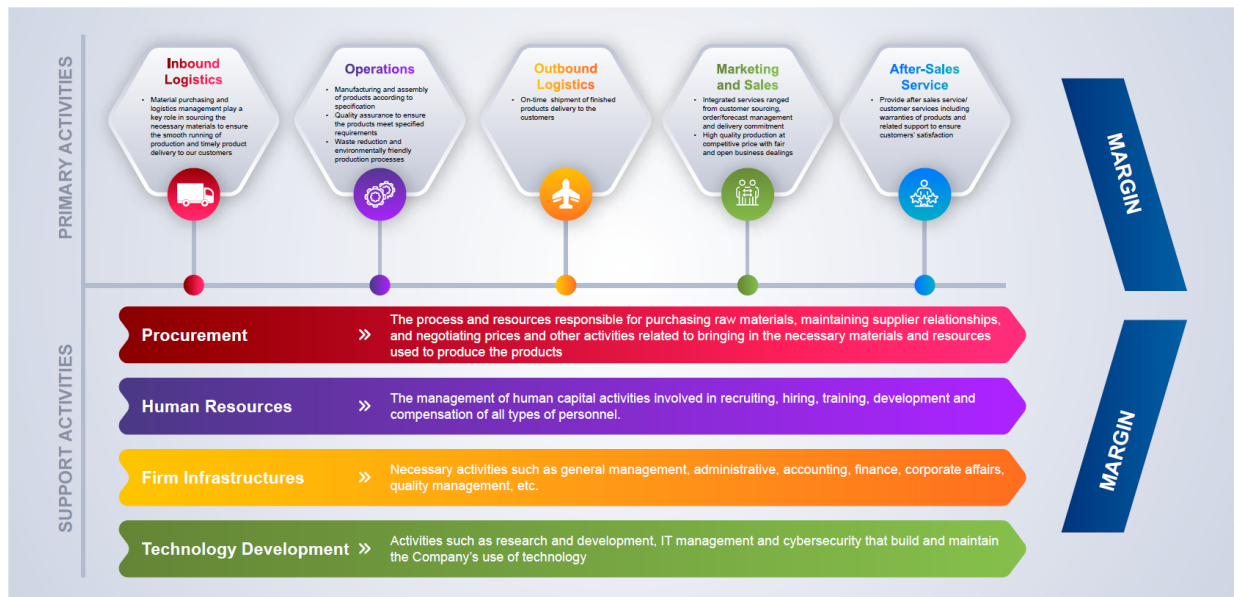 PRIMARY ACTIVITIES
Inbound
Logistics
• Material purchasing and
logistics management play a
key role in sourcing the
necessary materials to ensure
the smooth running of
production and timely product
delivery to our customers
Operations
• Manufacturing and assembly
of products according to
specification
• Quality assurance to ensure
the products meet specified
requirements
• Waste reduction and
environmentally friendly
production processes
Outbound
Logistics
• On-time shipment of finished
products delivery to the
customers
Marketing
and Sales
• Integrated services ranged
from customer sourcing,
order/forecast management
and delivery commitment
• High quality production at
competitive price with fair
and open business dealings
After-Sales
Service
• Provide after sales service/
customer services including
warranties of products and
related support to ensure
customers' satisfaction
MARGIN
SUPPORT ACTIVITIES
Procurement
The process and resources responsible for purchasing raw materials, maintaining supplier relationships,
and negotiating prices and other activities related to bringing in the necessary materials and resources
used to produce the products
Human Resources
The management of human capital activities involved in recruiting, hiring, training, development and
compensation of all types of personnel.
Firm Infrastructures
Necessary activities such as general management, administrative, accounting, finance, corporate affairs,
quality management, etc.
Technology Development
Activities such as research and development, IT management and cybersecurity that build and maintain
the Company's use of technology
MARGIN